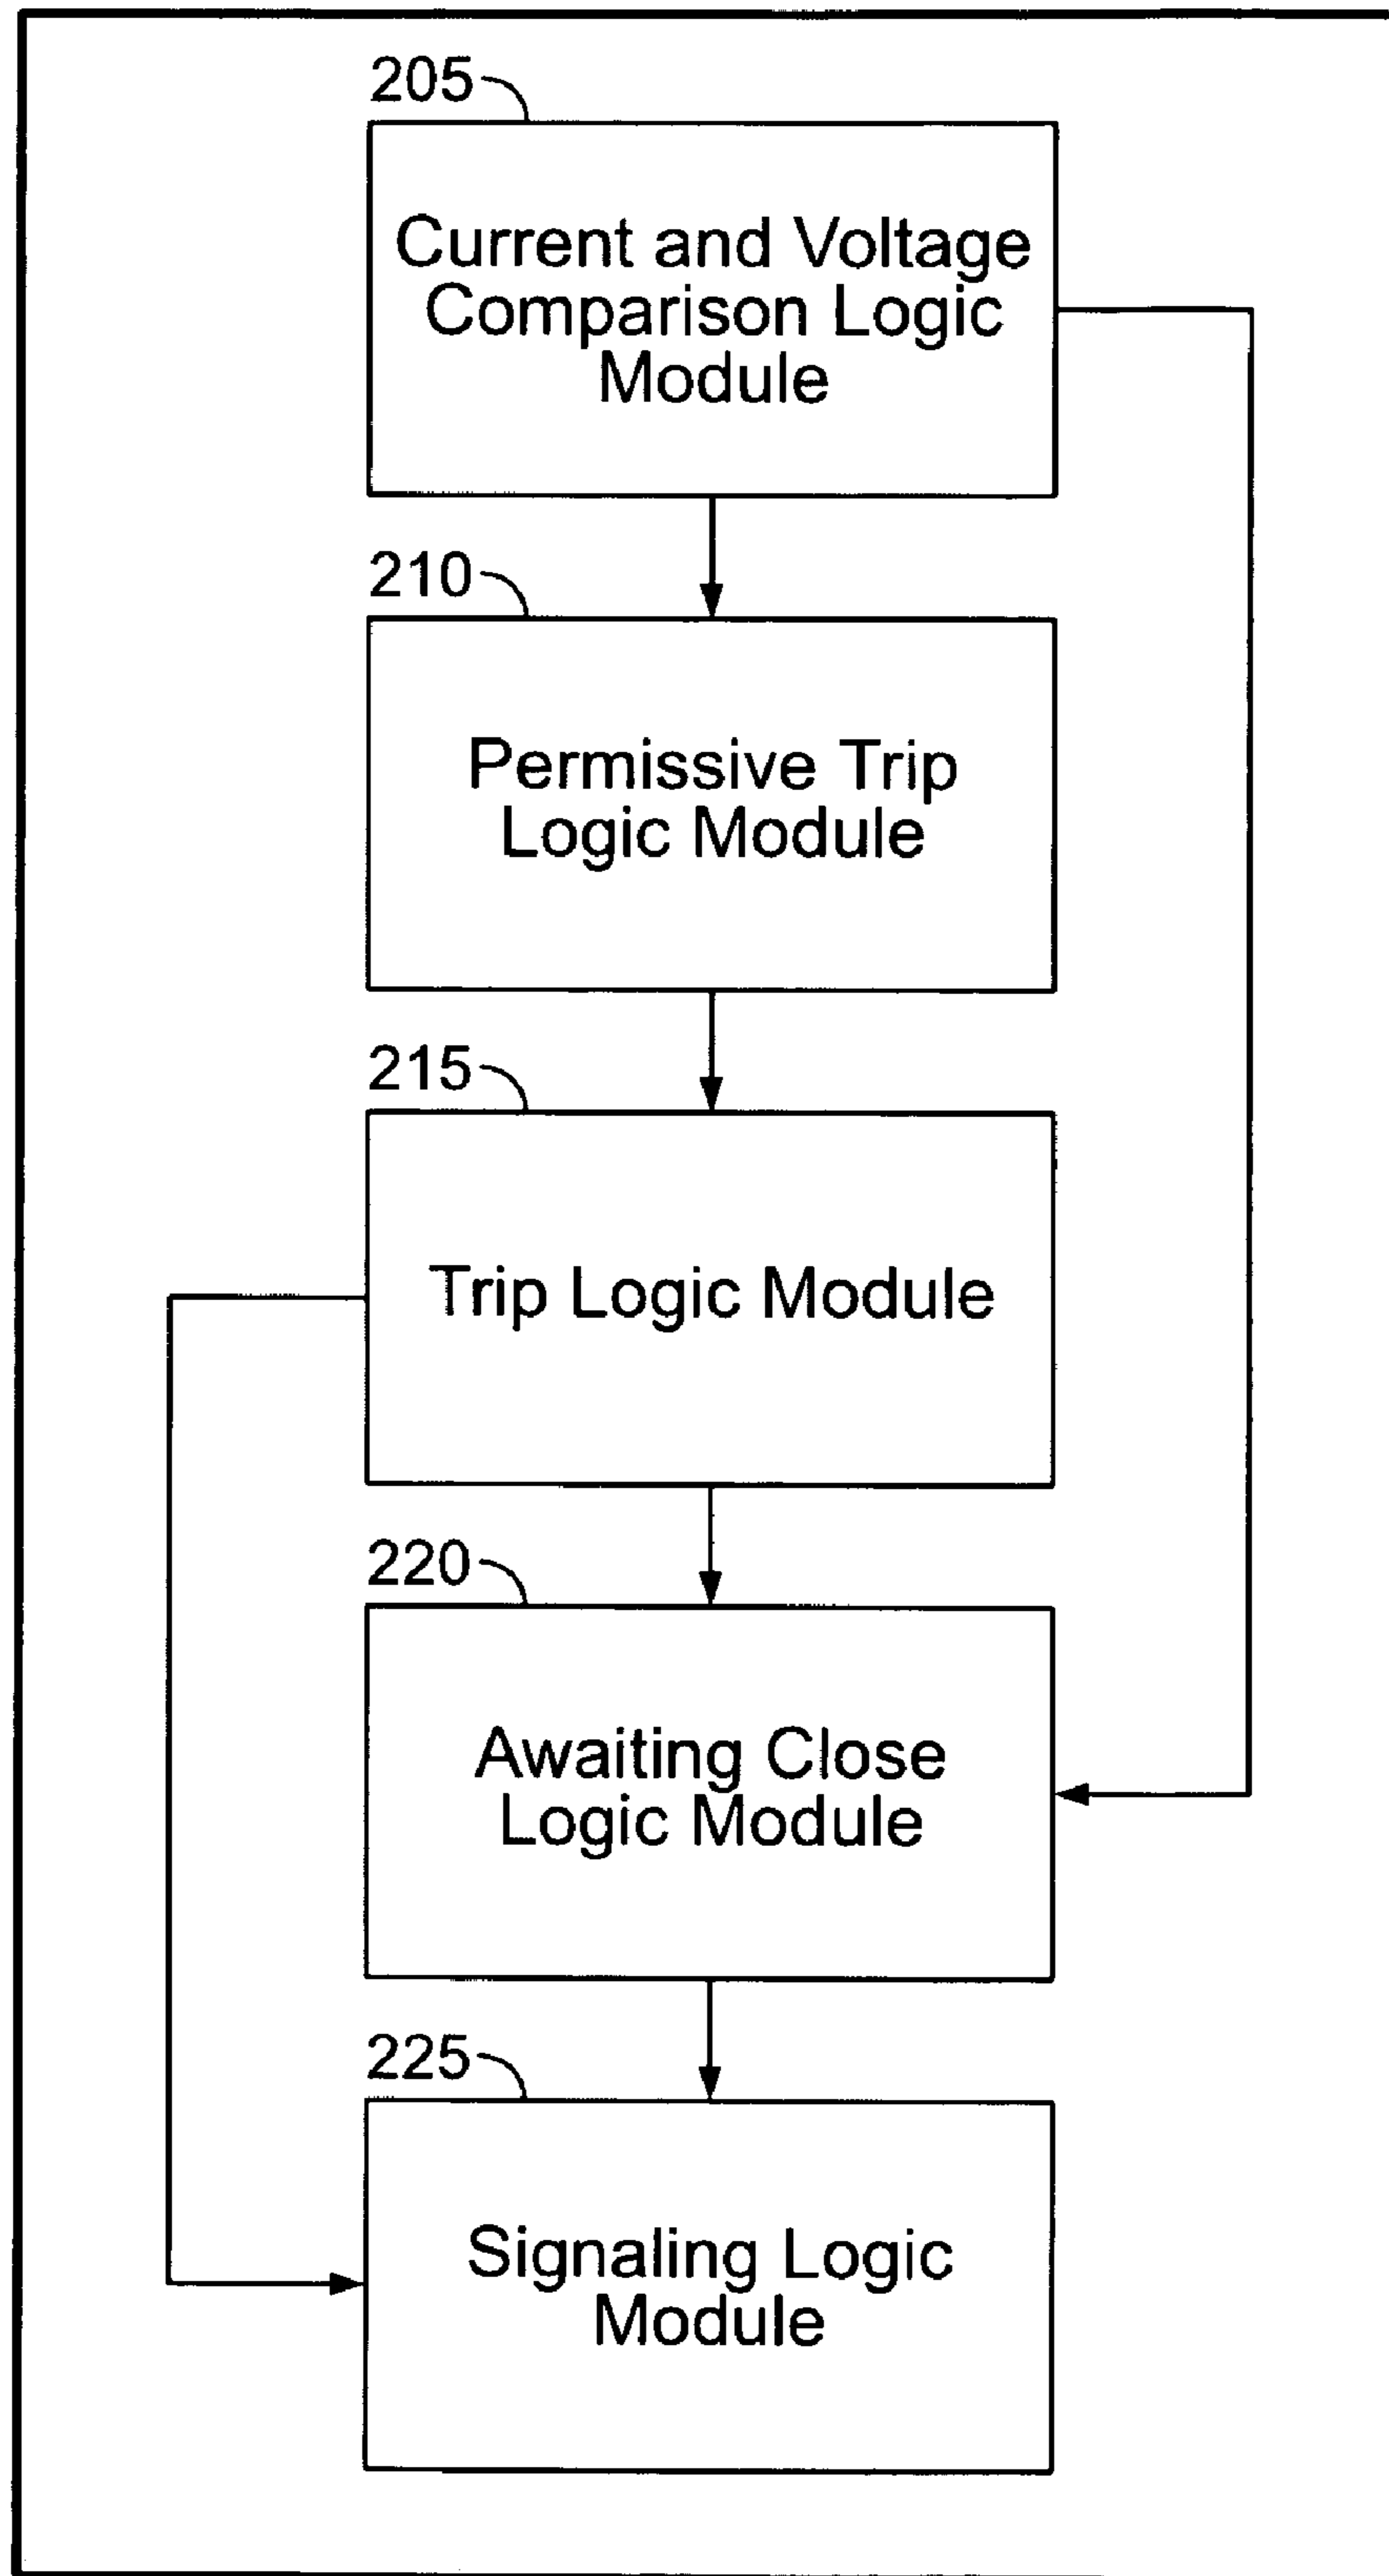 205
Current and Voltage
Comparison Logic
Module
210
Permissive Trip
Logic Module
215
Trip Logic Module
220
Awaiting Close
Logic Module
225
Signaling Logic
Module